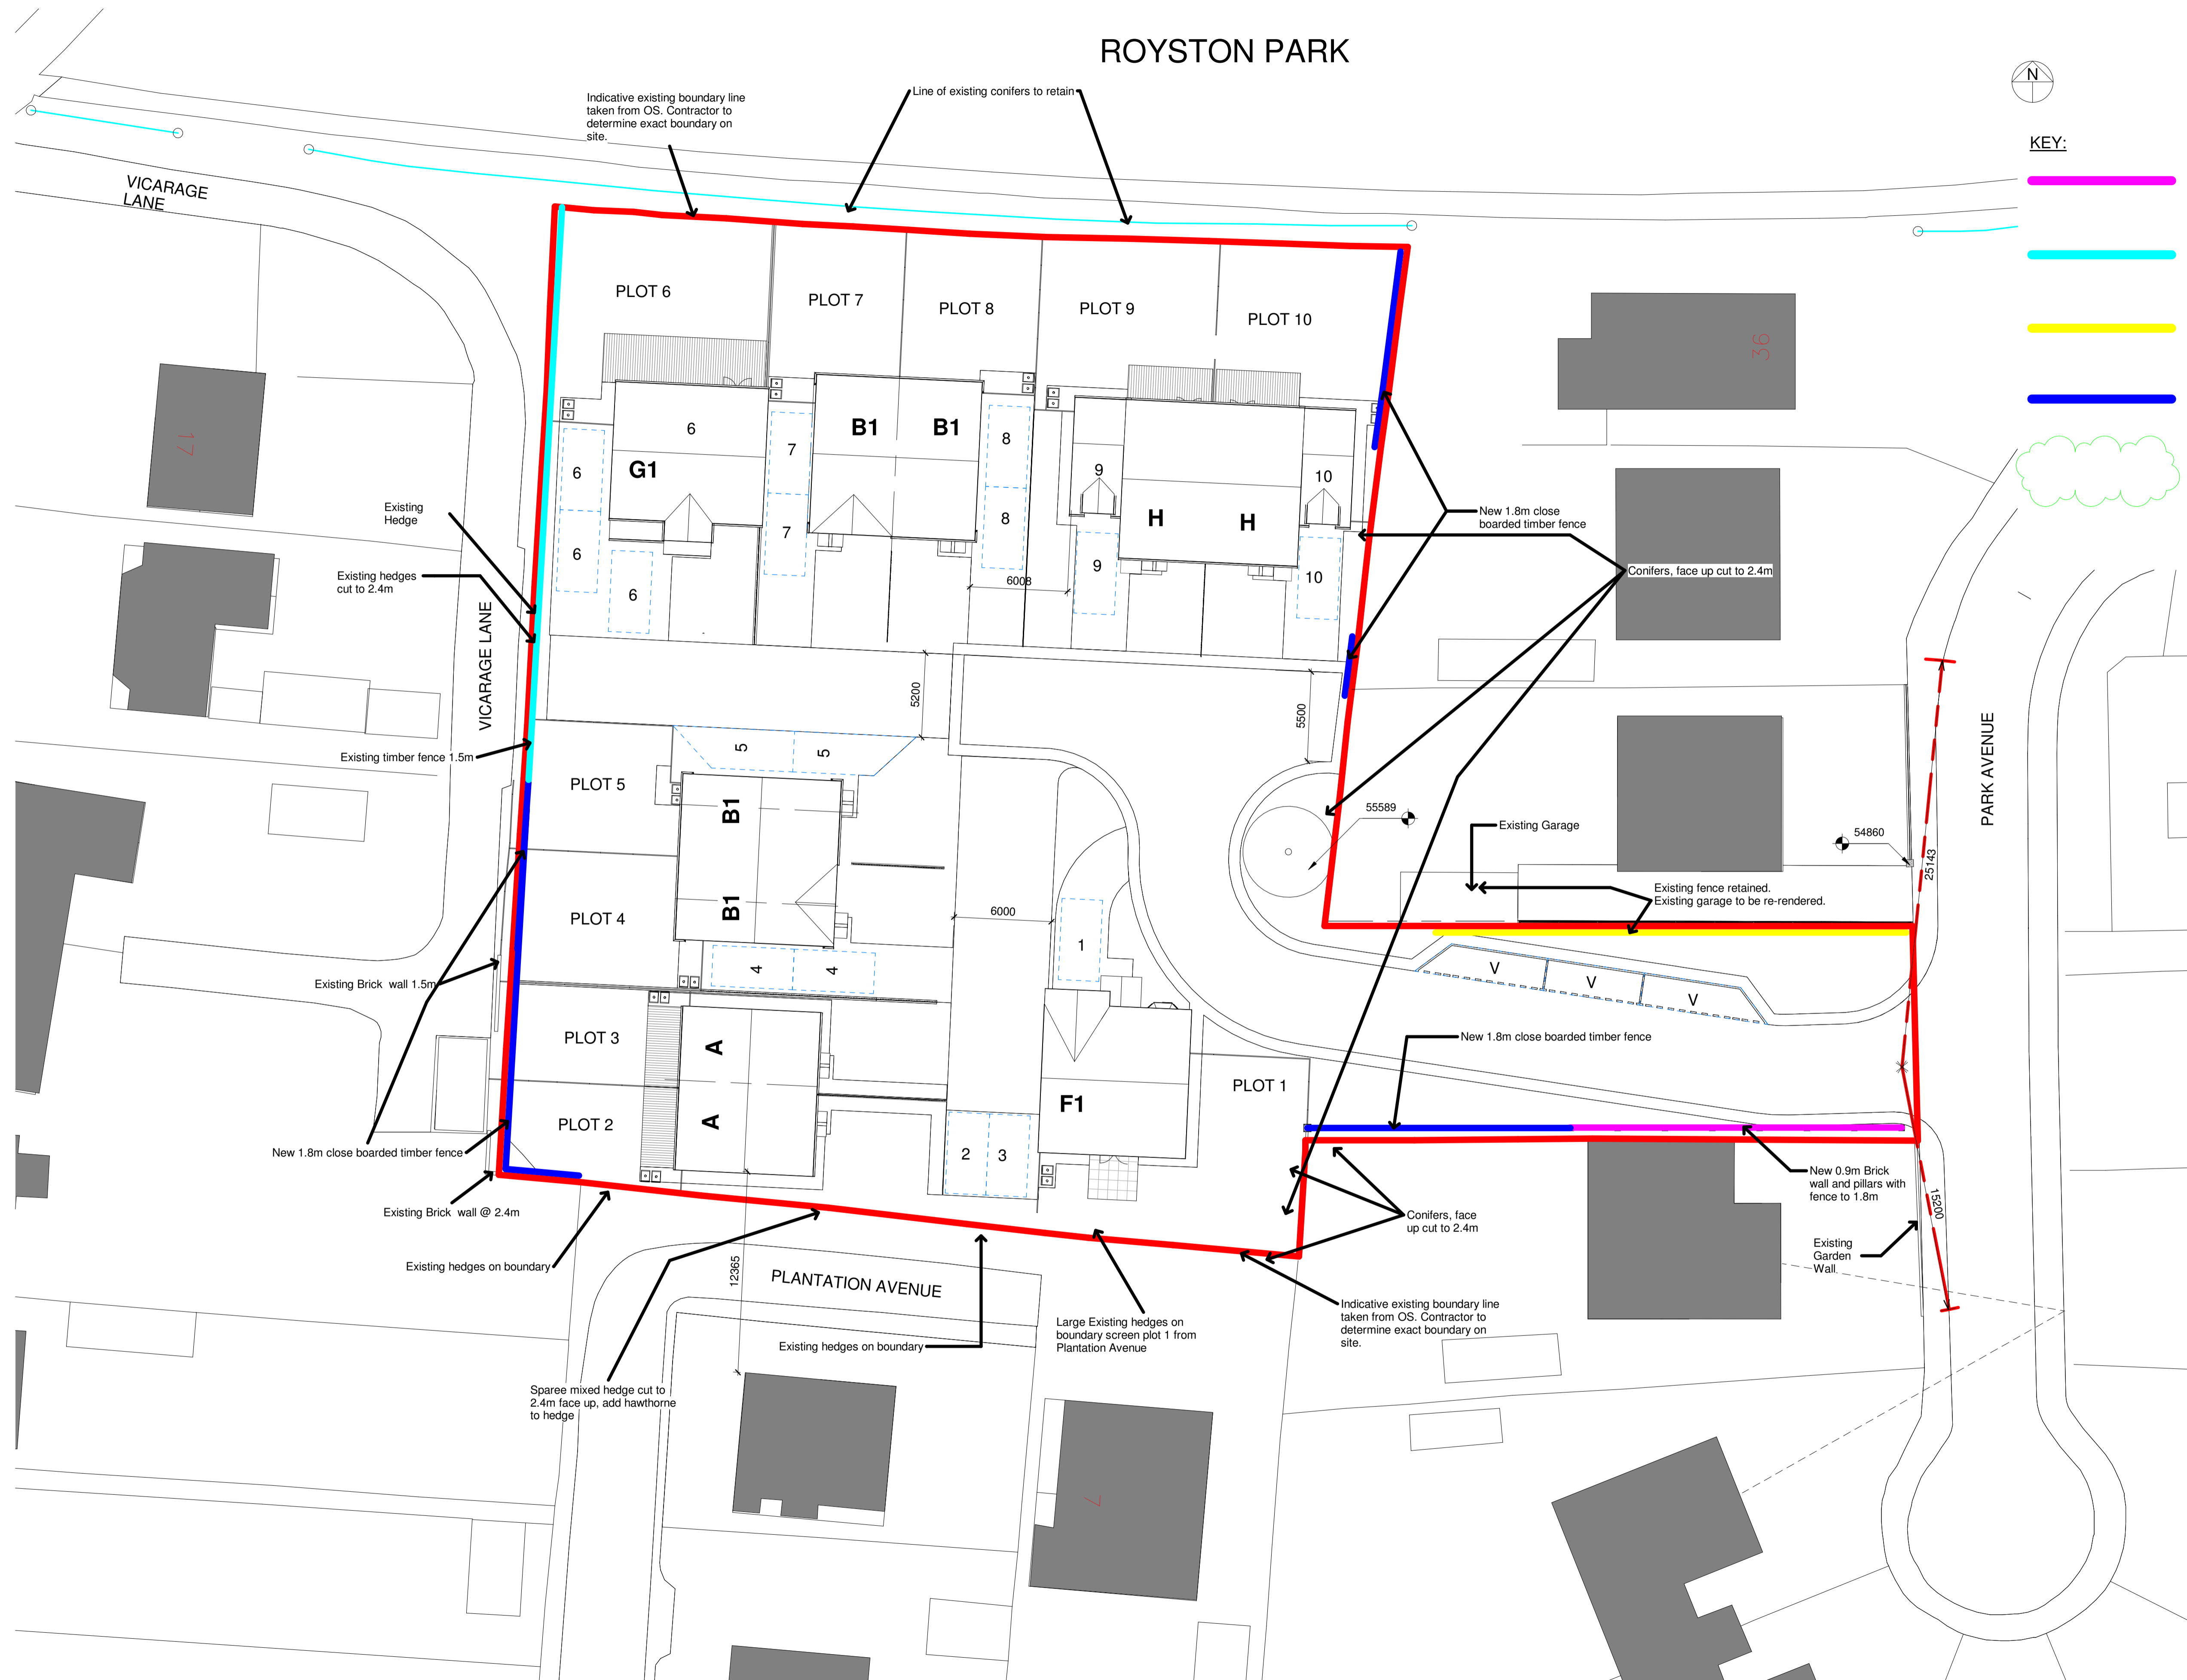 ROYSTON PARK
N
KEY:
Indicative existing boundary line
taken from OS. Contractor to
determine exact boundary on
site.
Line of existing conifers to retain
VICARAGE
LANE
PLOT 6
PLOT 7
PLOT 8
PLOT 9
PLOT 10
36
17
6
G1
B1
B1
7
7
8
8
9
10
H
H
6
6
6
9
10
6008
Existing
Hedge
Existing hedges
cut to 2.4m
VICARAGE LANE
New 1.8m close
boarded timber fence
Conifers, face up cut to 2.4m
5200
5500
Existing timber fence 1.5m
PLOT 5
5
5
B1
B1
PLOT 4
4
4
6000
1
55589
Existing Garage
54860
25143
PARK AVENUE
Existing fence retained.
Existing garage to be re-rendered.
V
V
V
Existing Brick wall 1.5m
PLOT 3
A
A
PLOT 2
2
3
F1
PLOT 1
New 1.8m close boarded timber fence
New 1.8m close boarded timber fence
Existing Brick wall @ 2.4m
Existing hedges on boundary
New 0.9m Brick
wall and pillars with
fence to 1.8m
15200
Conifers, face
up cut to 2.4m
Existing
Garden
Wall
12365
PLANTATION AVENUE
Existing hedges on boundary
Large Existing hedges on
boundary screen plot 1 from
Plantation Avenue
Indicative existing boundary line
taken from OS. Contractor to
determine exact boundary on
site.
Sparee mixed hedge cut to
2.4m face up, add hawthorne
to hedge
7